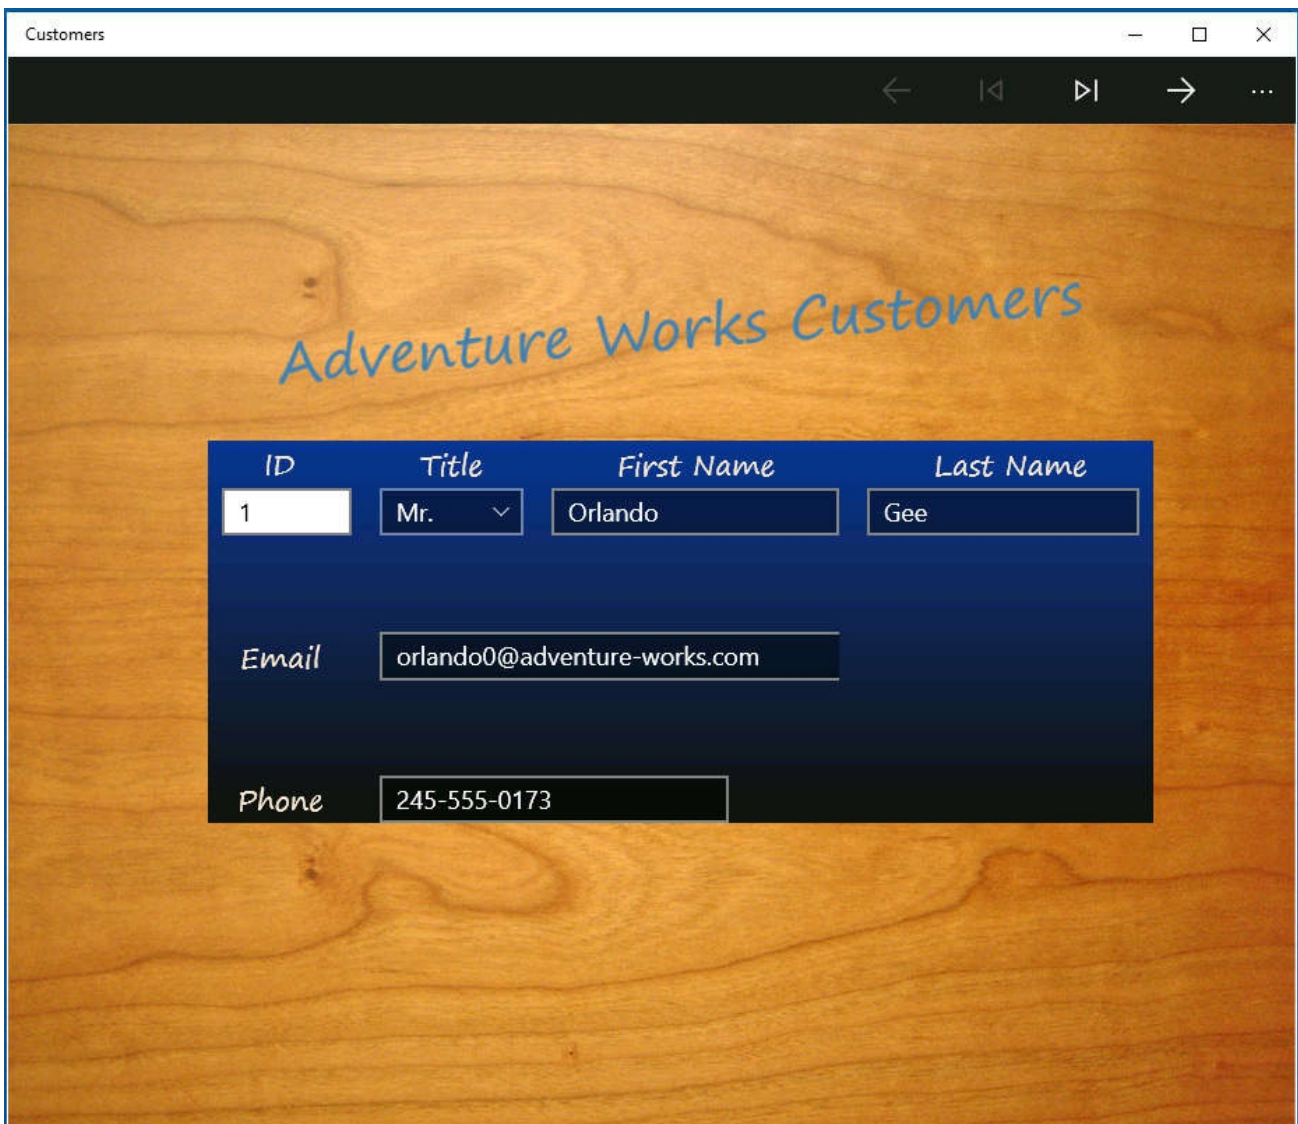 Customers
Adventure Works Customers
ID Title First Name Last Name
1 Mr. Orlando Gee
Email orlando0@adventure-works.com
Phone 245-555-0173